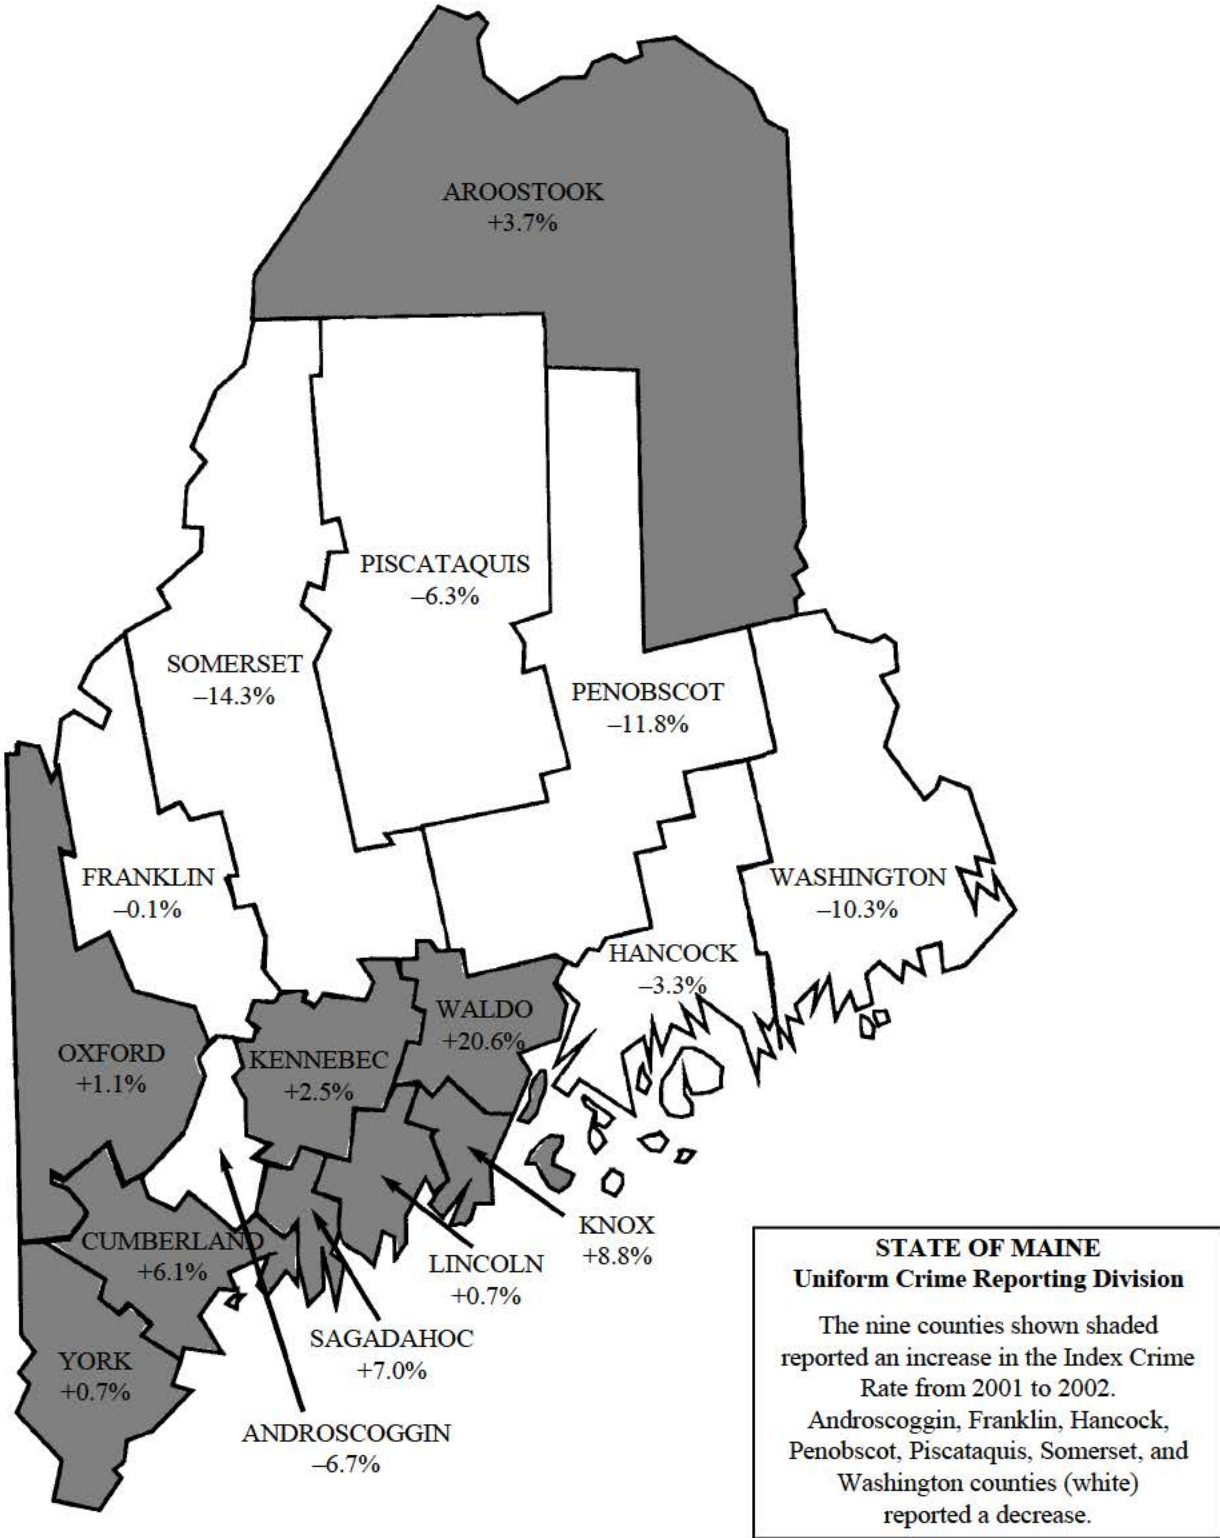 AROOSTOOK
+3.7%
PISCATAQUIS
–6.3%
SOMERSET
–14.3%
PENOBSCOT
–11.8%
FRANKLIN
–0.1%
WASHINGTON
–10.3%
HANCOCK
–3.3%
WALDO
+20.6%
OXFORD
+1.1%
KENNEBEC
+2.5%
KNOX
+8.8%
CUMBERLAND
+6.1%
LINCOLN
+0.7%
SAGADAHOC
+7.0%
YORK
+0.7%
ANDROSCOGGIN
–6.7%
STATE OF MAINE
Uniform Crime Reporting Division
The nine counties shown shaded
reported an increase in the Index Crime
Rate from 2001 to 2002.
Androscoggin, Franklin, Hancock,
Penobscot, Piscataquis, Somerset, and
Washington counties (white)
reported a decrease.